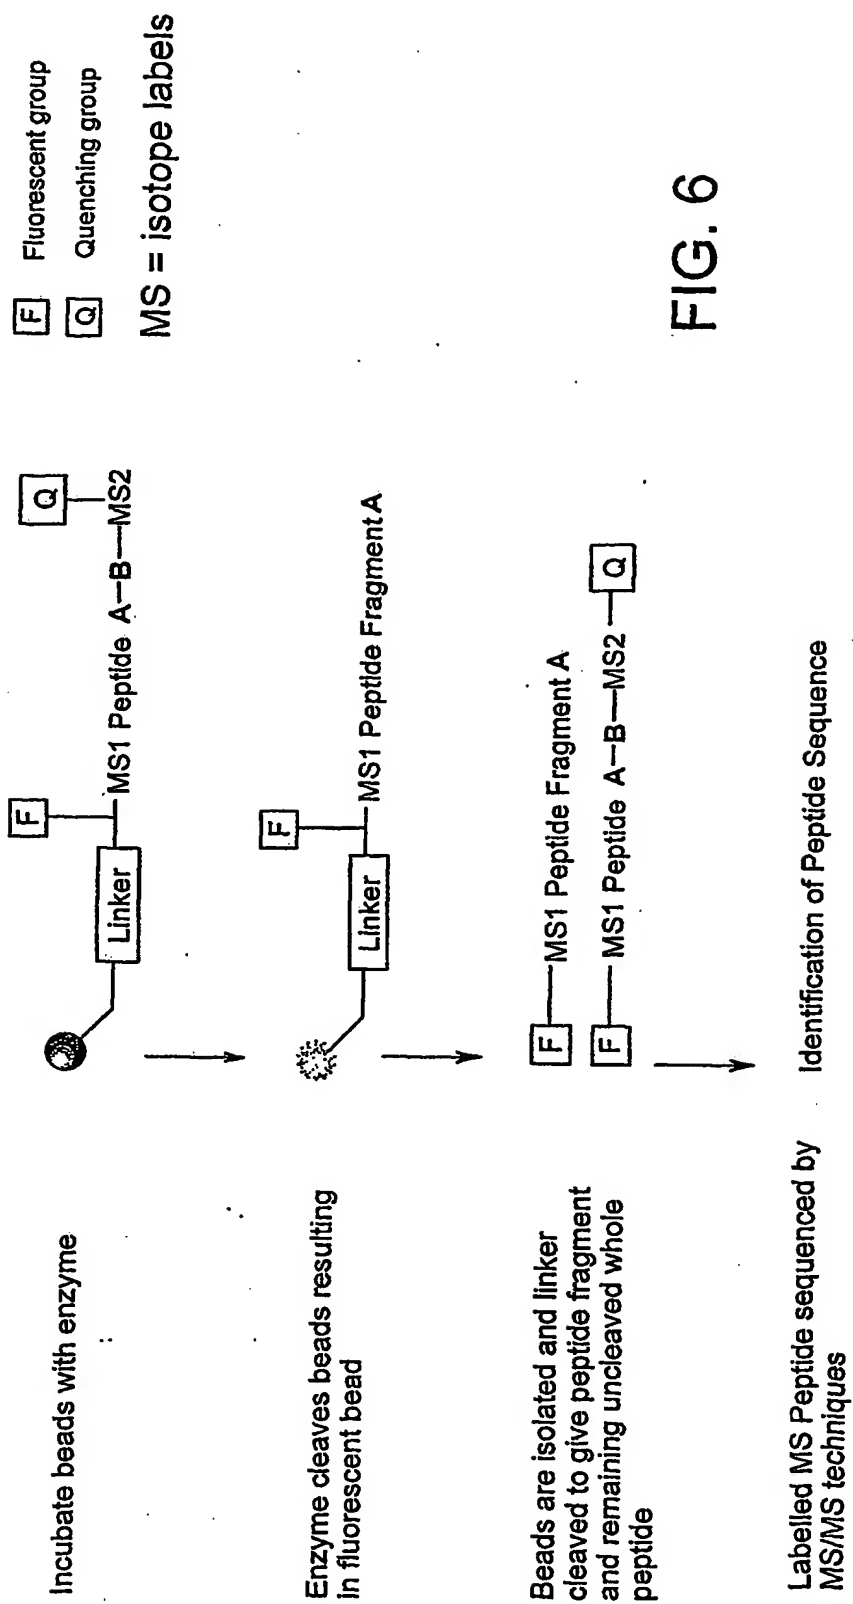 F Fluorescent group
Q Quenching group
MS = isotope labels
Incubate beads with enzyme
F
Q
Linker
MS1 Peptide A—B—MS2
Enzyme cleaves beads resulting
in fluorescent bead
F
Linker
MS1 Peptide Fragment A
Beads are isolated and linker
cleaved to give peptide fragment
and remaining uncleaved whole
peptide
F MS1 Peptide Fragment A
F MS1 Peptide A—B—MS2 Q
Labelled MS Peptide sequenced by
MS/MS techniques
Identification of Peptide Sequence
FIG. 6